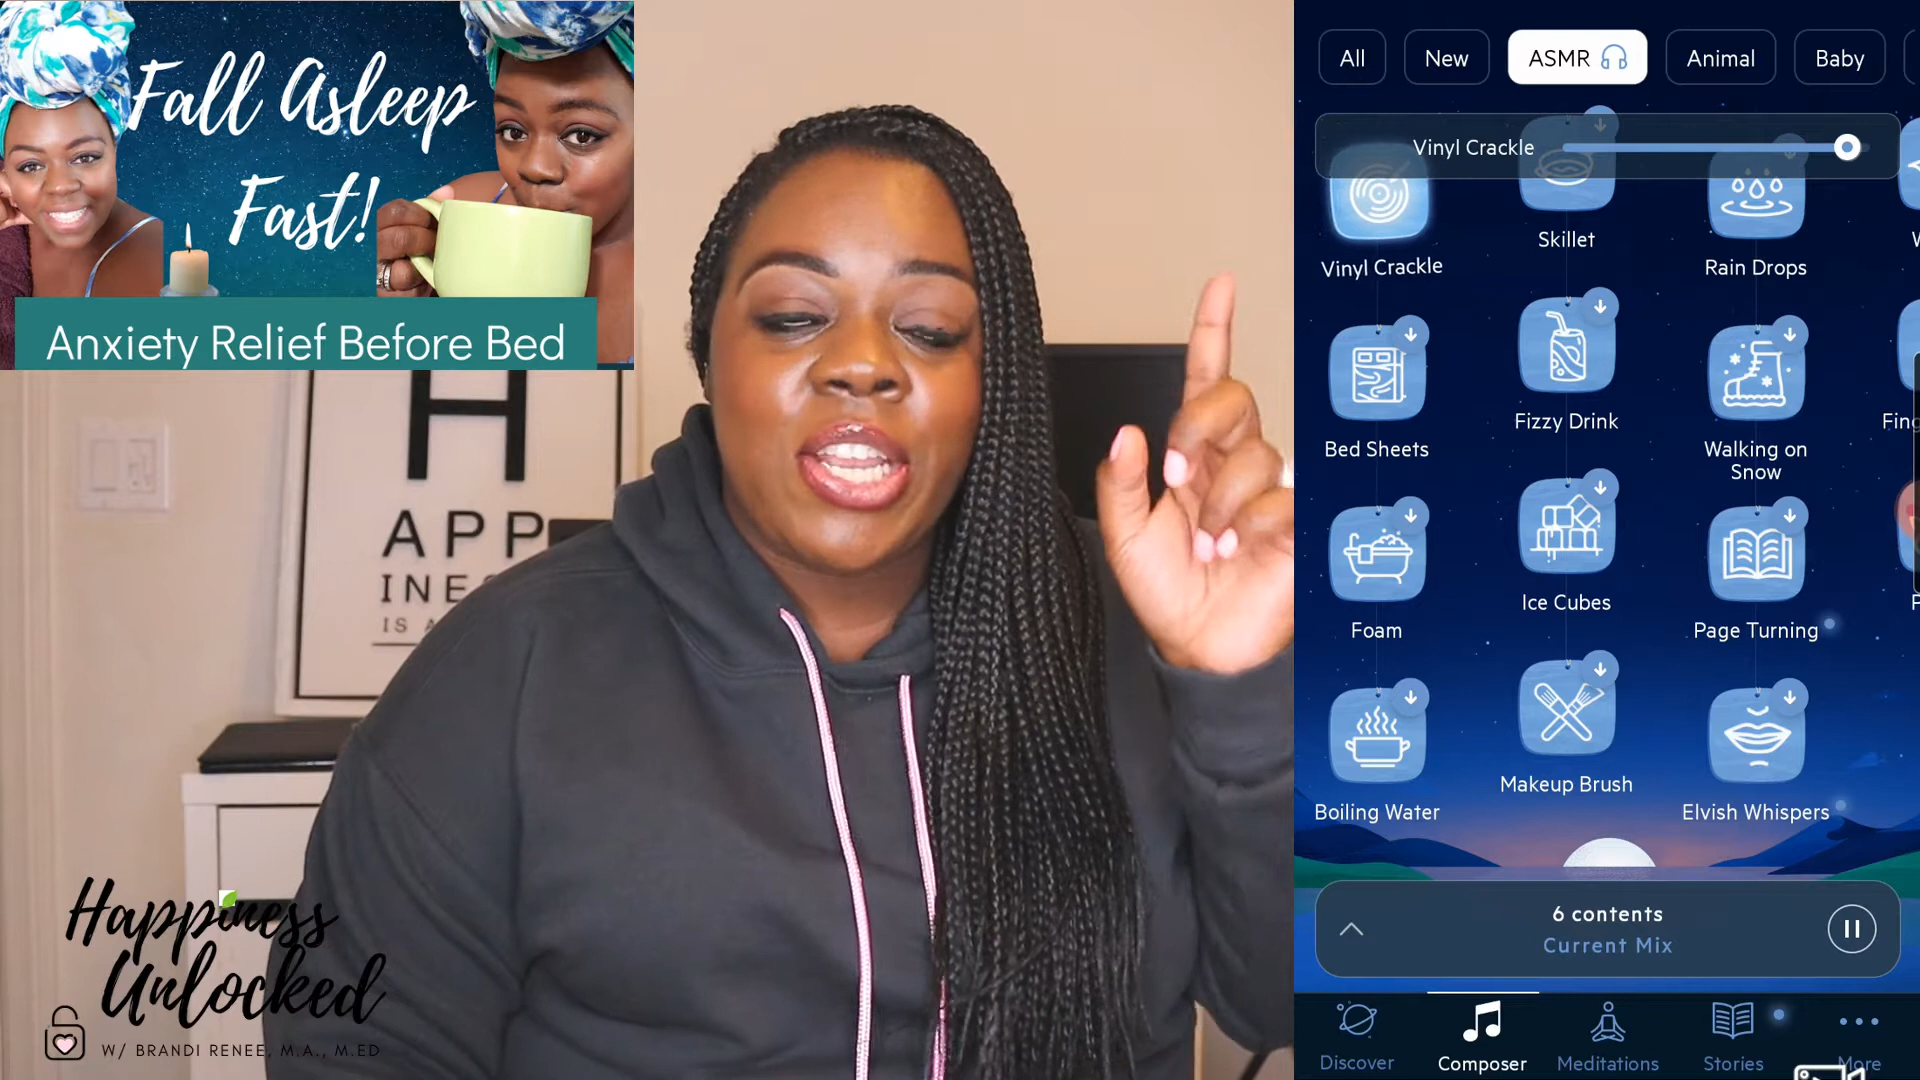 Fall Asleep
Fast!
Anxiety Relief Before Bed
H
APP
INES
IS A
Happiness
Unlocked
W/ BRANDI RENEE, M.A., M.ED
All
New
ASMR
Animal
Baby
Vinyl Crackle
Vinyl Crackle
Skillet
Rain Drops
Bed Sheets
Fizzy Drink
Walking on
Snow
Foam
Ice Cubes
Page Turning
Boiling Water
Makeup Brush
Elvish Whispers
6 contents
Current Mix
Discover
Composer
Meditations
Stories
More